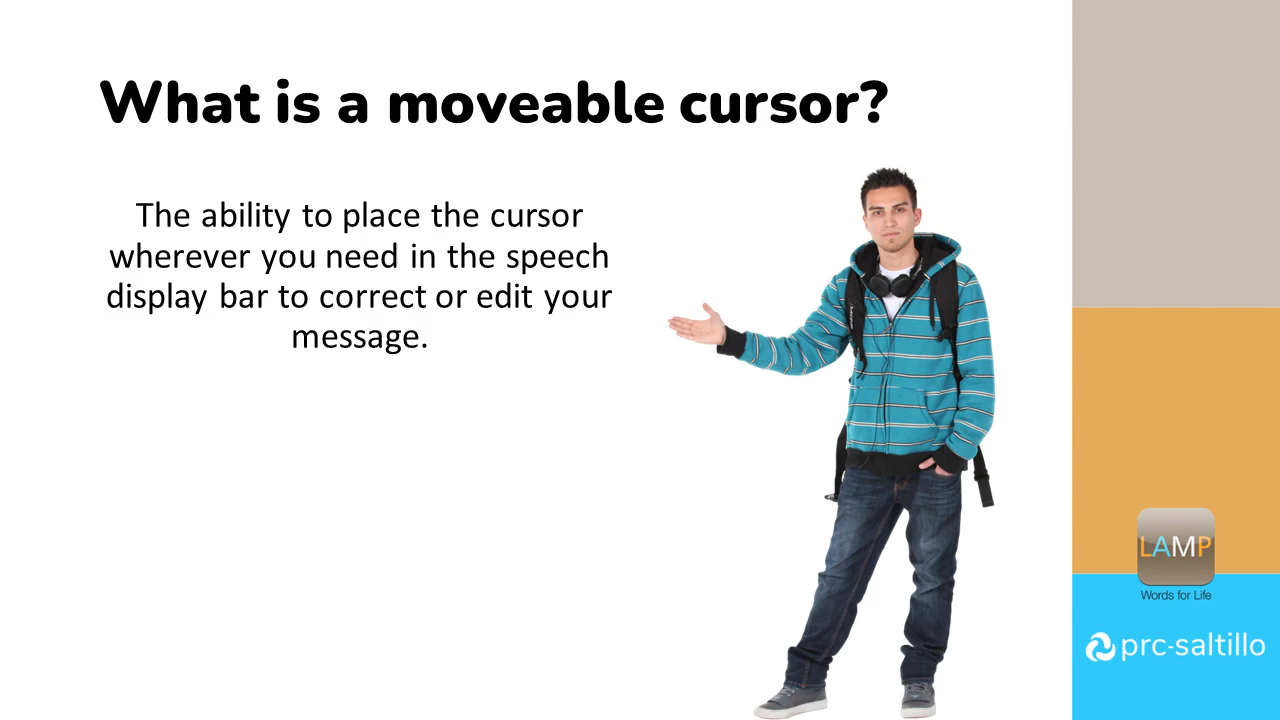 What is a moveable cursor?
The ability to place the cursor
wherever you need in the speech
display bar to correct or edit your
message.
LAMP
Words for Life
prc-saltillo